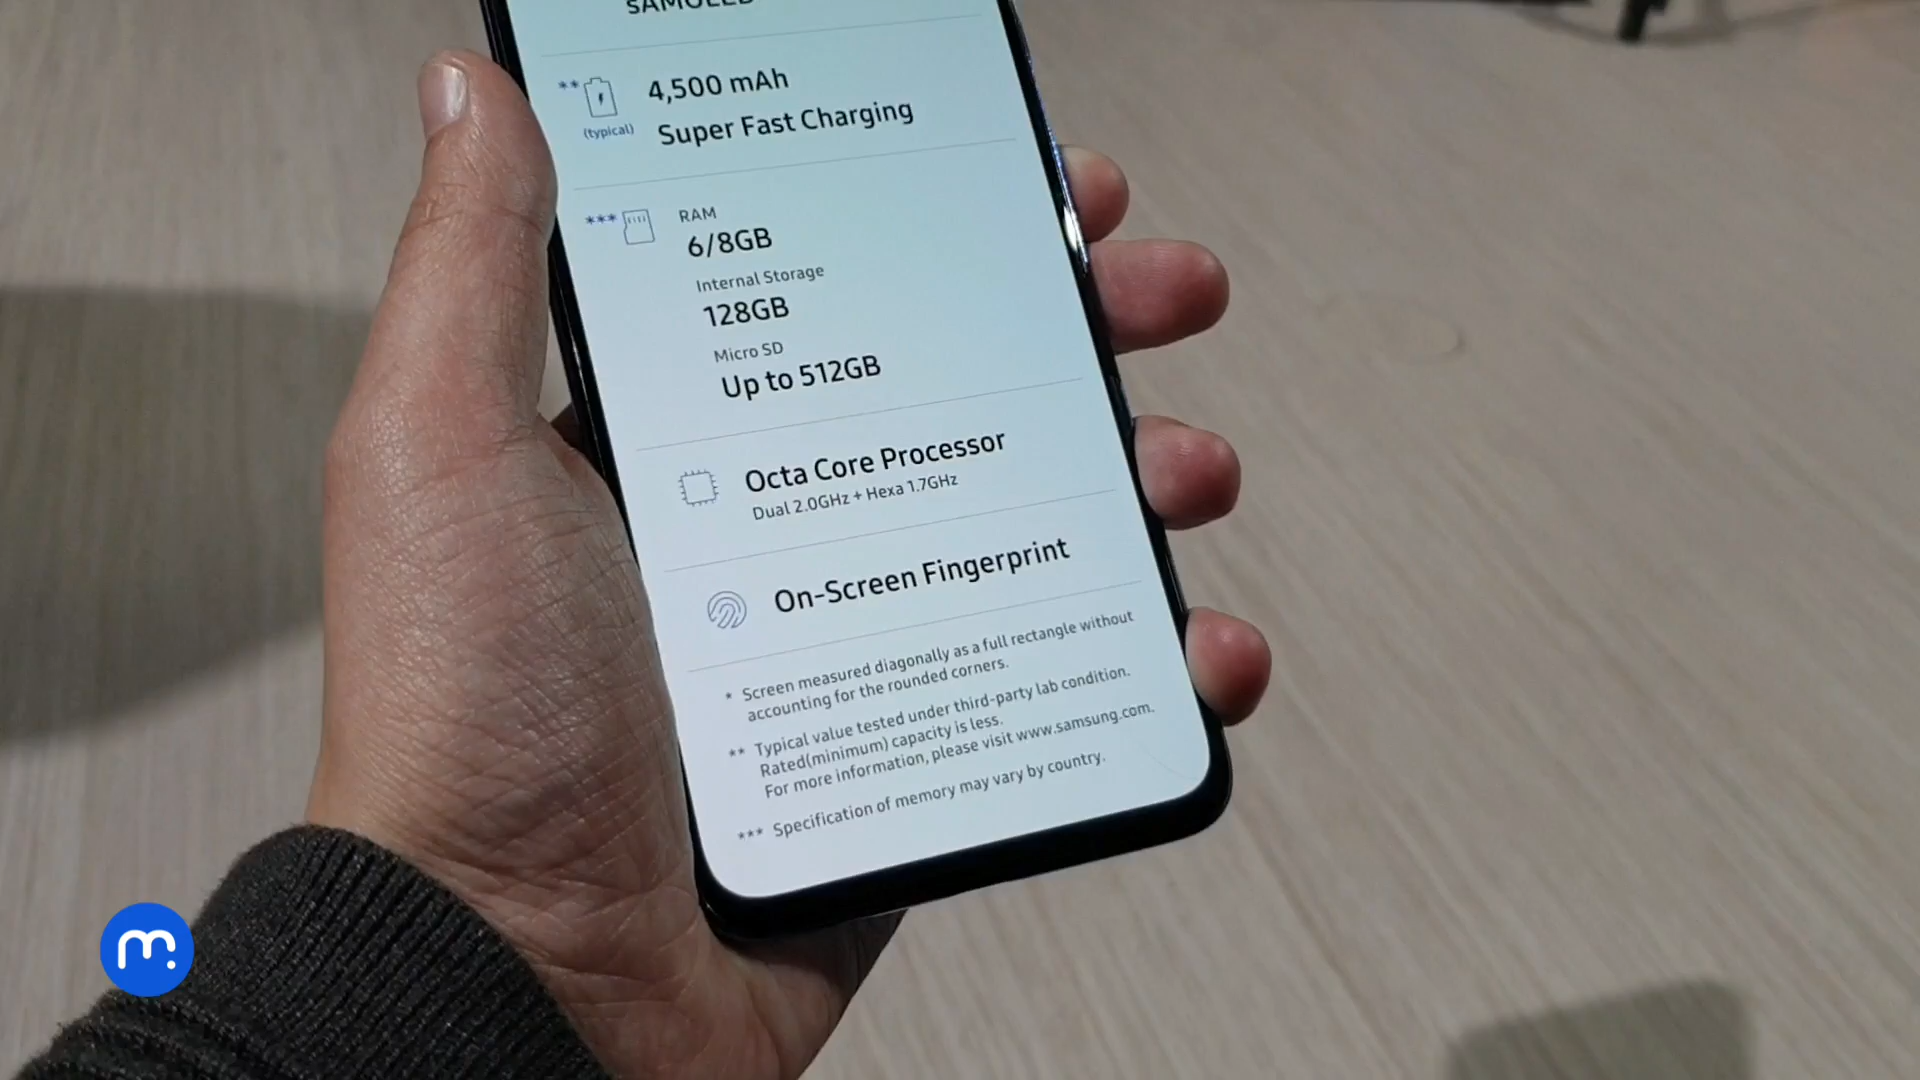 sAMOLED
** 4,500 mAh
(typical) Super Fast Charging
*** RAM
6/8GB
Internal Storage
128GB
Micro SD
Up to 512GB
Octa Core Processor
Dual 2.0GHz + Hexa 1.7GHz
On-Screen Fingerprint
* Screen measured diagonally as a full rectangle without
accounting for the rounded corners.
** Typical value tested under third-party lab condition.
Rated(minimum) capacity is less.
For more information, please visit www.samsung.com.
*** Specification of memory may vary by country.
m.